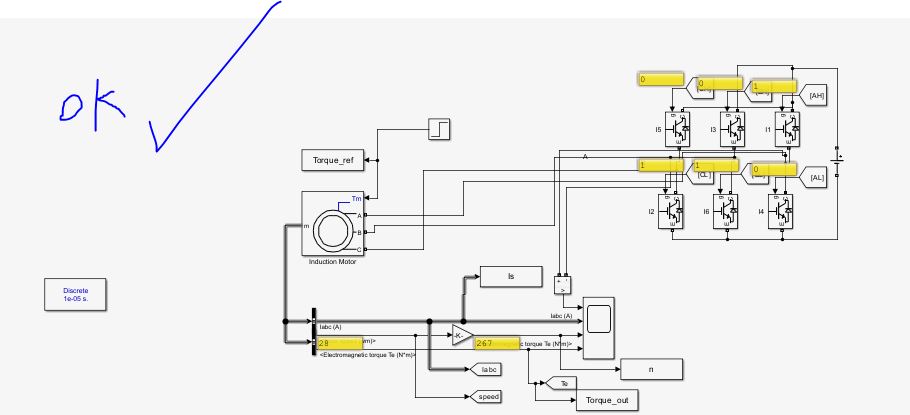 OK
0
0
1
[AH]
I5
I3
I1
A
1
1
0
[CL]
[AL]
I2
I6
I4
Torque_ref
Tm
m
A
B
C
Induction Motor
Discrete
1e-05 s.
Is
+ -
v
Iabc (A)
Iabc (A)
28
m)>
-K-
267
torque Te (N*m)>
<Electromagnetic torque Te (N*m)>
Iabc
n
Te
speed
Torque_out